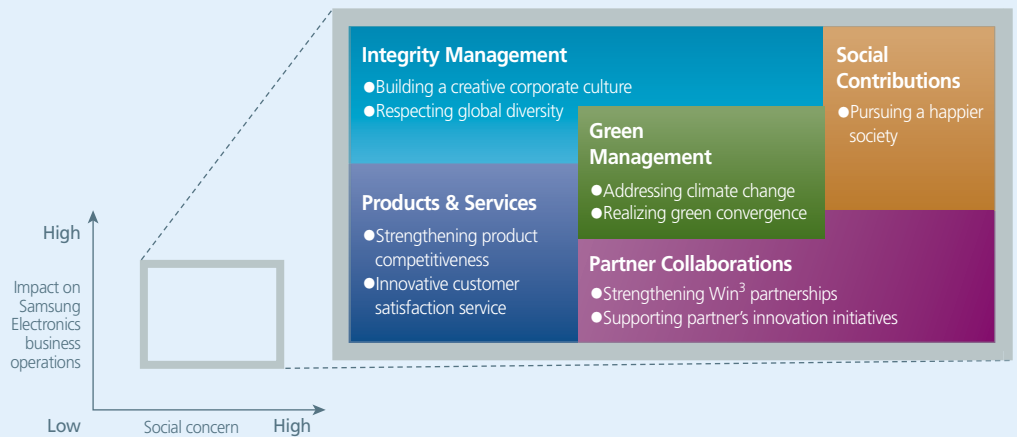 Integrity Management
●Building a creative corporate culture
●Respecting global diversity
Social
Contributions
●Pursuing a happier
society
Green
Management
●Addressing climate change
●Realizing green convergence
Products & Services
●Strengthening product
competitiveness
●Innovative customer
satisfaction service
Partner Collaborations
●Strengthening Win³ partnerships
●Supporting partner's innovation initiatives
High
Impact on
Samsung
Electronics
business
operations
Low
Social concern
High